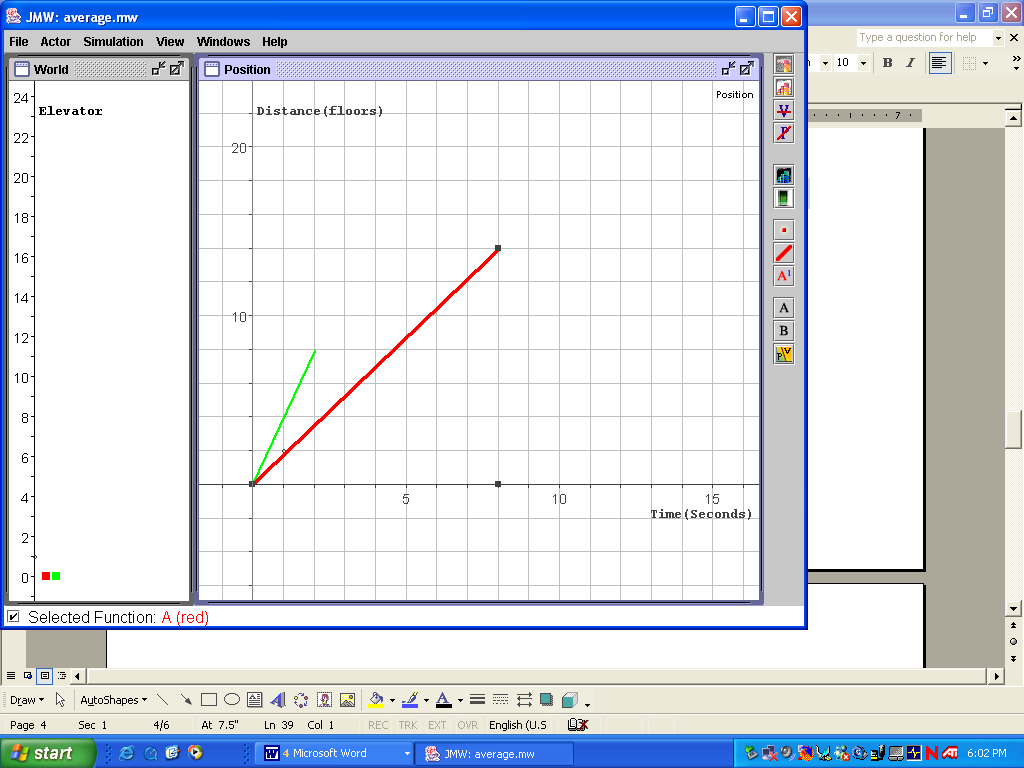 JMW: average.mw
File Actor Simulation View Windows Help
Type a question for help
World
Position
10 B I
7
Position
Elevator
Distance(floors)
24
22
20
18
16
14
12
10
8
6
4
2
0
20
10
5 10 15
Time(Seconds)
V
P
A1
A
B
P V
Selected Function: A (red)
Draw AutoShapes A
Page 4 Sec 1 4/6 At 7.5" Ln 39 Col 1 REC TRK EXT OVR English (U.S
start 4 Microsoft Word JMW: average.mw 6:02 PM